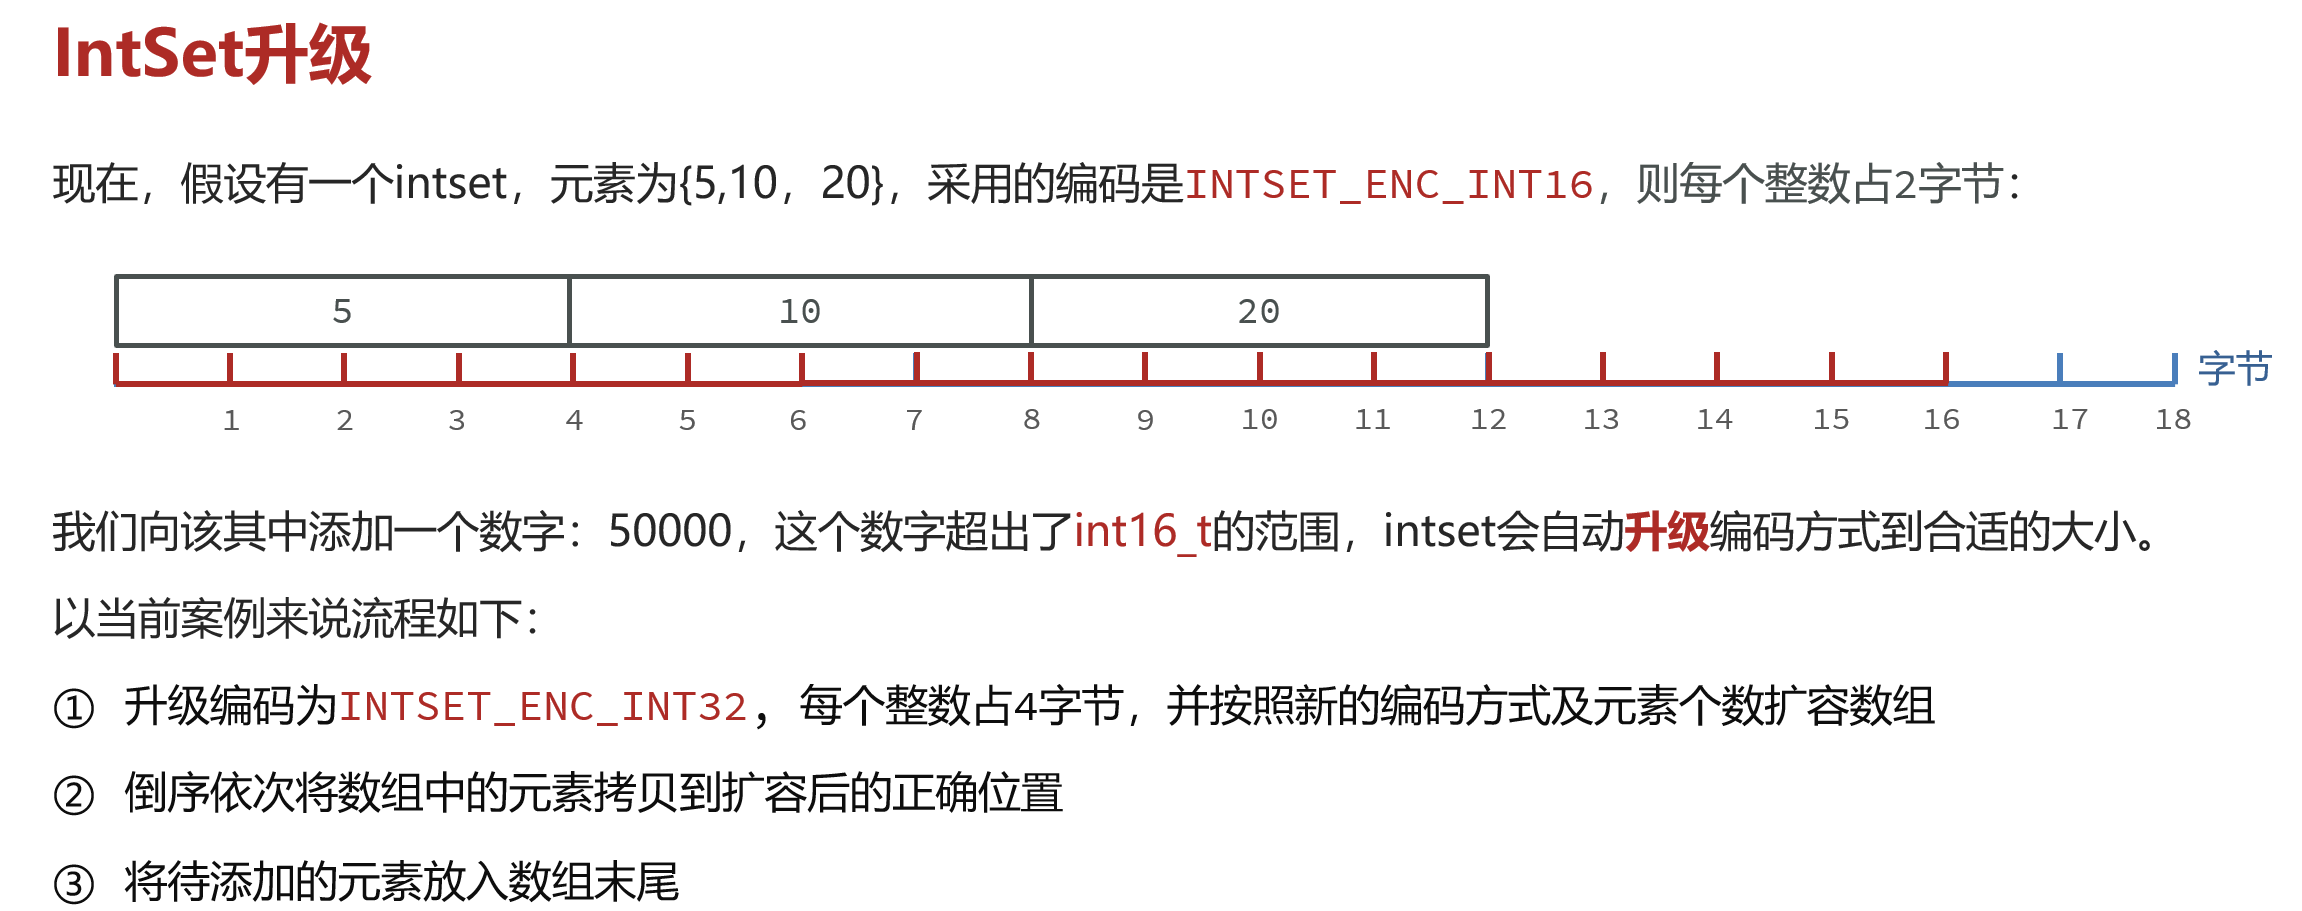 IntSet升级
现在，假设有一个intset，元素为{5,10，20}，采用的编码是INTSET_ENC_INT16，则每个整数占2字节：
5 10 20
字节
1 2 3 4 5 6 7 8 9 10 11 12 13 14 15 16 17 18
我们向该其中添加一个数字：50000，这个数字超出了int16_t的范围，intset会自动升级编码方式到合适的大小。
以当前案例来说流程如下：
① 升级编码为INTSET_ENC_INT32，每个整数占4字节，并按照新的编码方式及元素个数扩容数组
② 倒序依次将数组中的元素拷贝到扩容后的正确位置
③ 将待添加的元素放入数组末尾